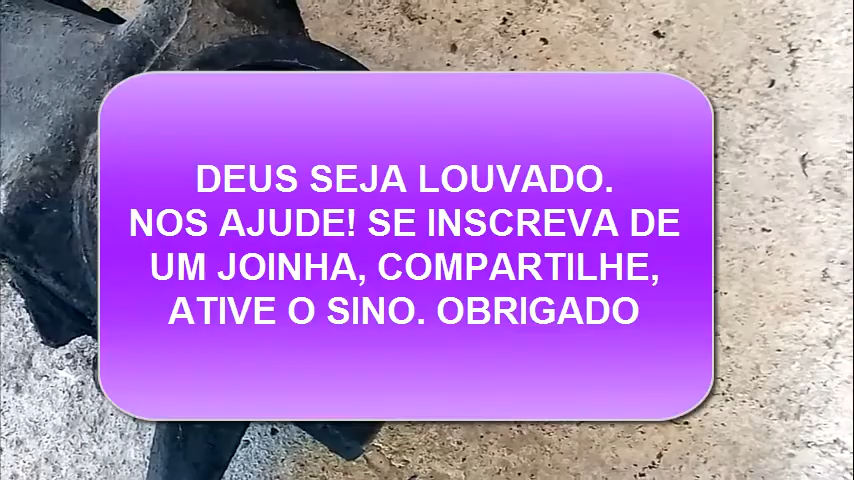 DEUS SEJA LOUVADO.
NOS AJUDE! SE INSCREVA DE
UM JOINHA, COMPARTILHE,
ATIVE O SINO. OBRIGADO